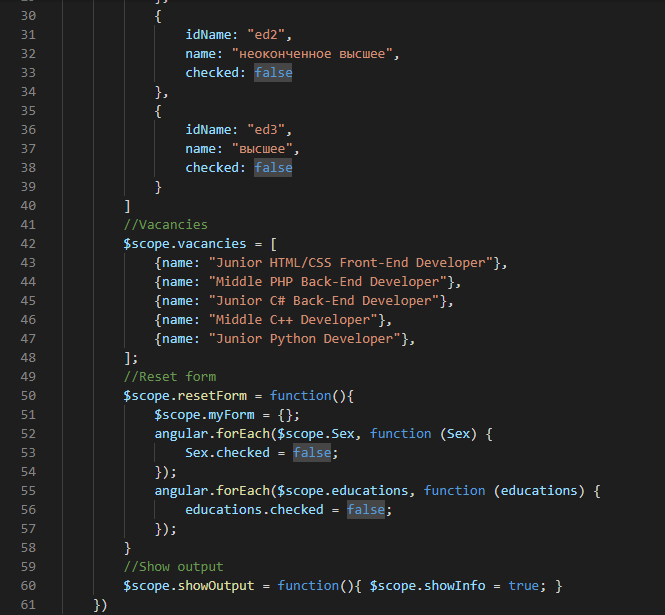 30 {
31 idName: "ed2",
32 name: "неоконченное высшее",
33 checked: false
34 },
35 {
36 idName: "ed3",
37 name: "высшее",
38 checked: false
39 }
40 ]
41 //Vacancies
42 $scope.vacancies = [
43 {name: "Junior HTML/CSS Front-End Developer"},
44 {name: "Middle PHP Back-End Developer"},
45 {name: "Junior C# Back-End Developer"},
46 {name: "Middle C++ Developer"},
47 {name: "Junior Python Developer"},
48 ];
49 //Reset form
50 $scope.resetForm = function(){
51 $scope.myForm = {};
52 angular.forEach($scope.Sex, function (Sex) {
53 Sex.checked = false;
54 });
55 angular.forEach($scope.educations, function (educations) {
56 educations.checked = false;
57 });
58 }
59 //Show output
60 $scope.showOutput = function(){ $scope.showInfo = true; }
61 })